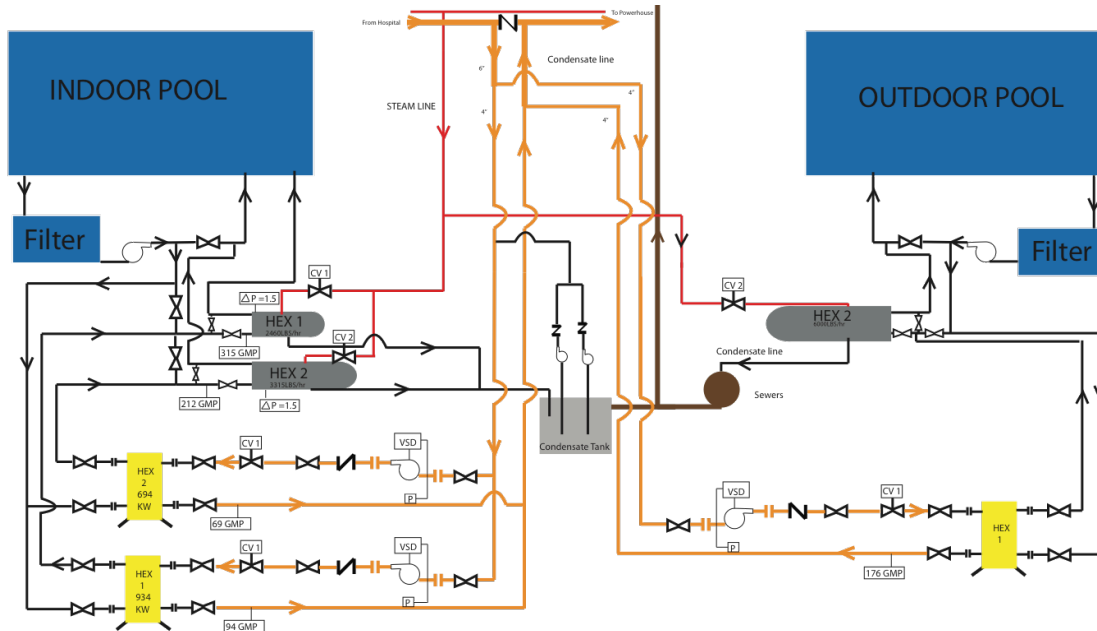 From Hospital
To Powerhouse
Condensate line
6"
4"
STEAM LINE
4"
4"
INDOOR POOL
OUTDOOR POOL
Filter
Filter
CV 1
△P =1.5
HEX 1
2460LBS/hr
315 GMP
CV 2
HEX 2
3315LBS/hr
212 GMP
△P =1.5
CV 2
HEX 2
6000LBS/hr
Condensate line
Sewers
Condensate Tank
HEX
2
694
KW
CV 1
VSD
P
69 GMP
HEX
1
934
KW
CV 1
VSD
P
94 GMP
VSD
P
CV 1
HEX
1
176 GMP